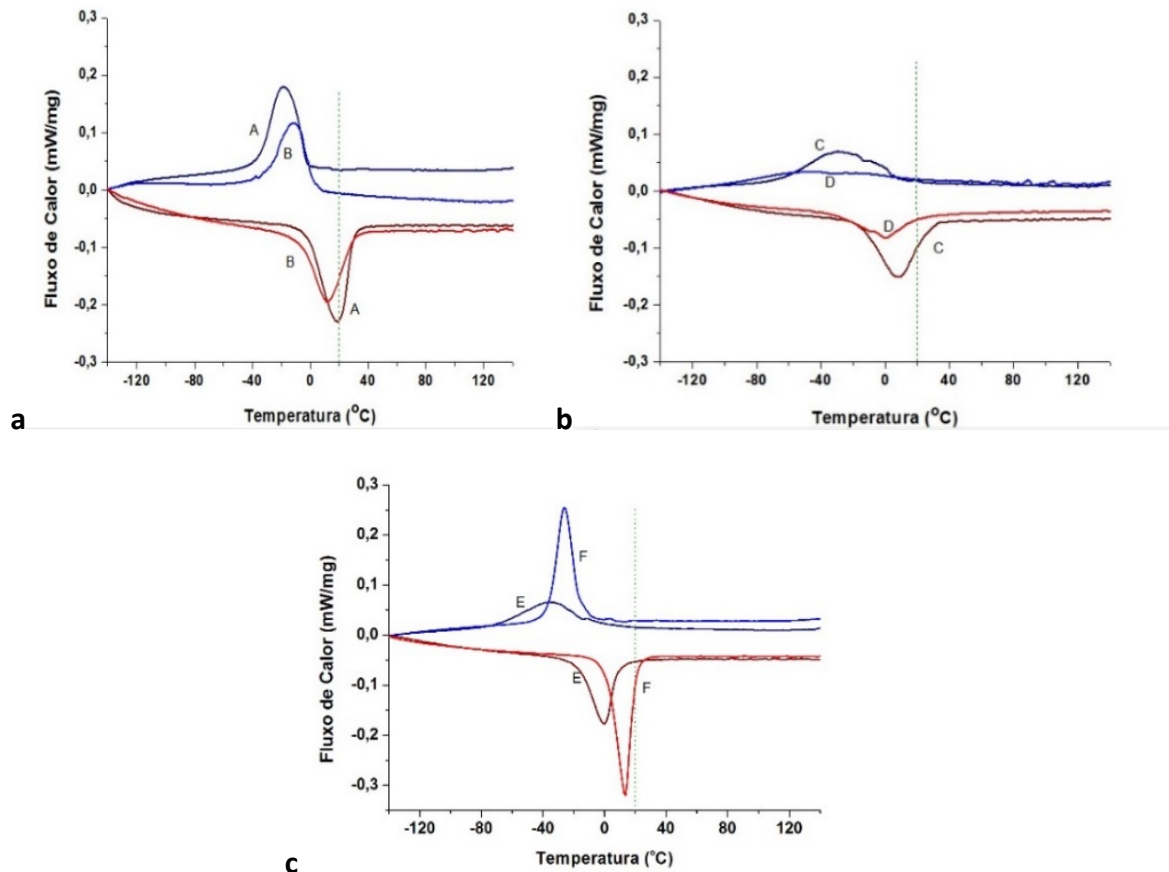 0,3
0,2
0,1
0,0
-0,1
-0,2
-0,3
Fluxo de Calor (mW/mg)
A
B
B
A
-120 -80 -40 0 40 80 120
Temperatura (°C)
a
0,3
0,2
0,1
0,0
-0,1
-0,2
-0,3
Fluxo de Calor (mW/mg)
C
D
D
C
-120 -80 -40 0 40 80 120
Temperatura (°C)
b
0,3
0,2
0,1
0,0
-0,1
-0,2
-0,3
Fluxo de Calor (mW/mg)
F
E
E
F
-120 -80 -40 0 40 80 120
Temperatura (°C)
c